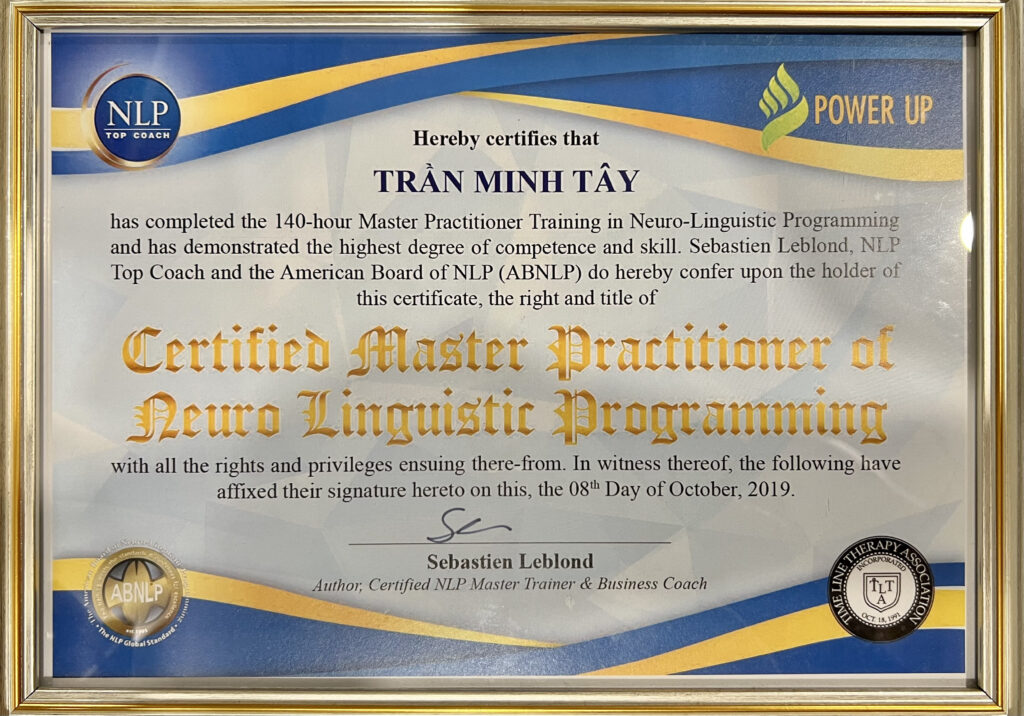 NLP
TOP COACH
POWER UP
Hereby certifies that
TRẦN MINH TÂY
has completed the 140-hour Master Practitioner Training in Neuro-Linguistic Programming
and has demonstrated the highest degree of competence and skill. Sebastien Leblond, NLP
Top Coach and the American Board of NLP (ABNLP) do hereby confer upon the holder of
this certificate, the right and title of
Certified Master Practitioner of
Neuro Linguistic Programming
with all the rights and privileges ensuing there-from. In witness thereof, the following have
affixed their signature hereto on this, the 08th Day of October, 2019.
Sebastien Leblond
Author, Certified NLP Master Trainer & Business Coach
ABNLP
• The NLP Global Standard •
TIME LINE THERAPY ASSOCIATION
INCORPORATED
TLTA
OCT. 18, 1991